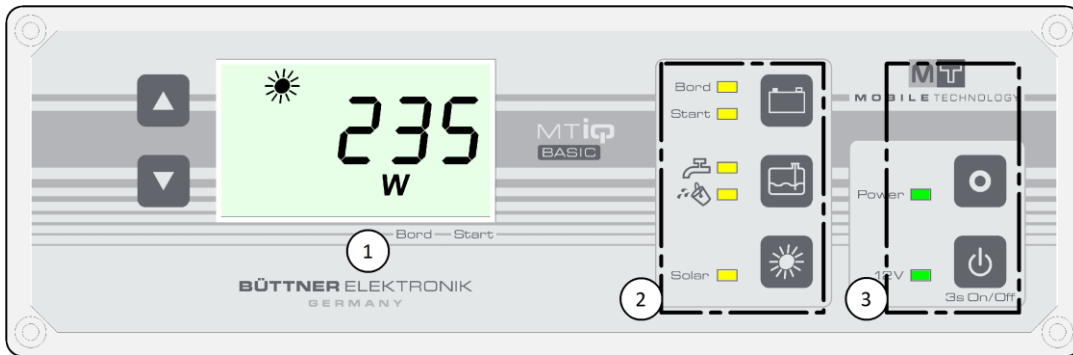 235
W
1
Bord Start
BÜTTNER ELEKTRONIK
GERMANY
MTiQ
BASIC
Bord
Start
Solar
2
MT
MOBILE TECHNOLOGY
Power
12V
3s On/Off
3